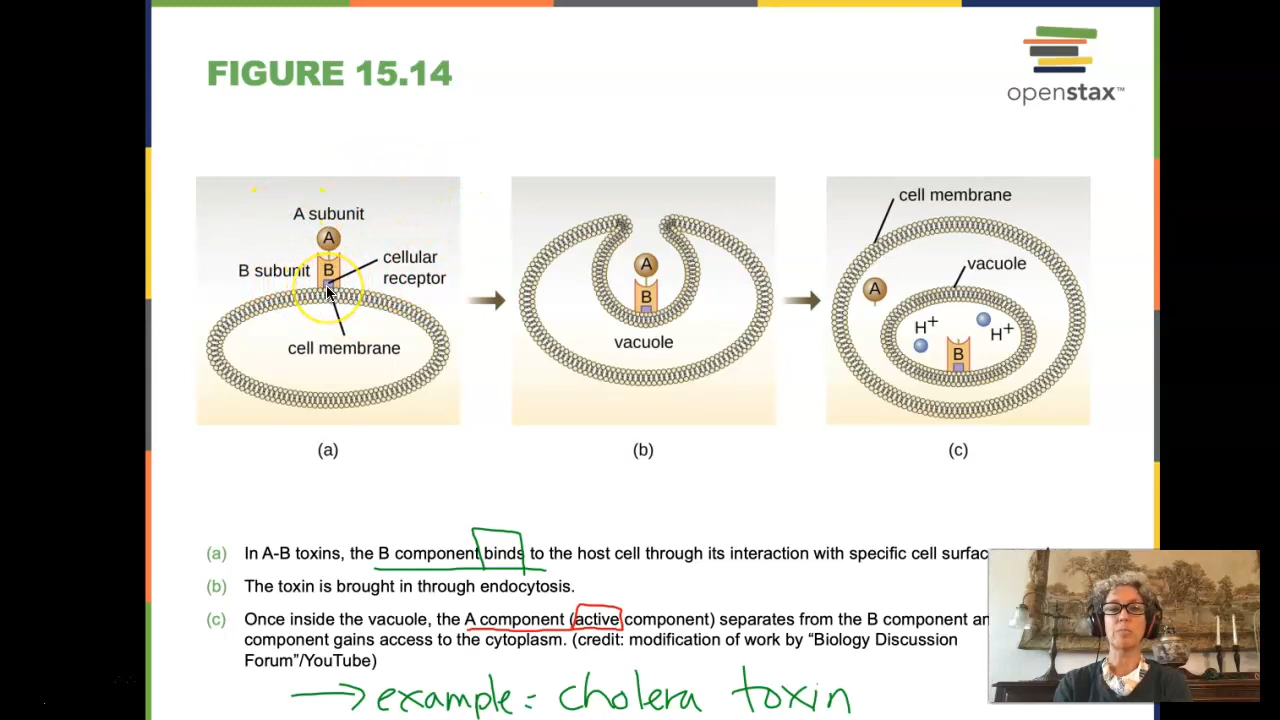 FIGURE 15.14
openstax™
A subunit
A
B subunit
B
cellular
receptor
cell membrane
(a)
A
B
vacuole
(b)
cell membrane
vacuole
A
H+
H+
B
(c)
(a) In A-B toxins, the B component binds to the host cell through its interaction with specific cell
(b) The toxin is brought in through endocytosis.
(c) Once inside the vacuole, the A component (active component) separates from the B component
component gains access to the cytoplasm. (credit: modification of work by “Biology Discussion
Forum”/YouTube)
→ example = cholera toxin